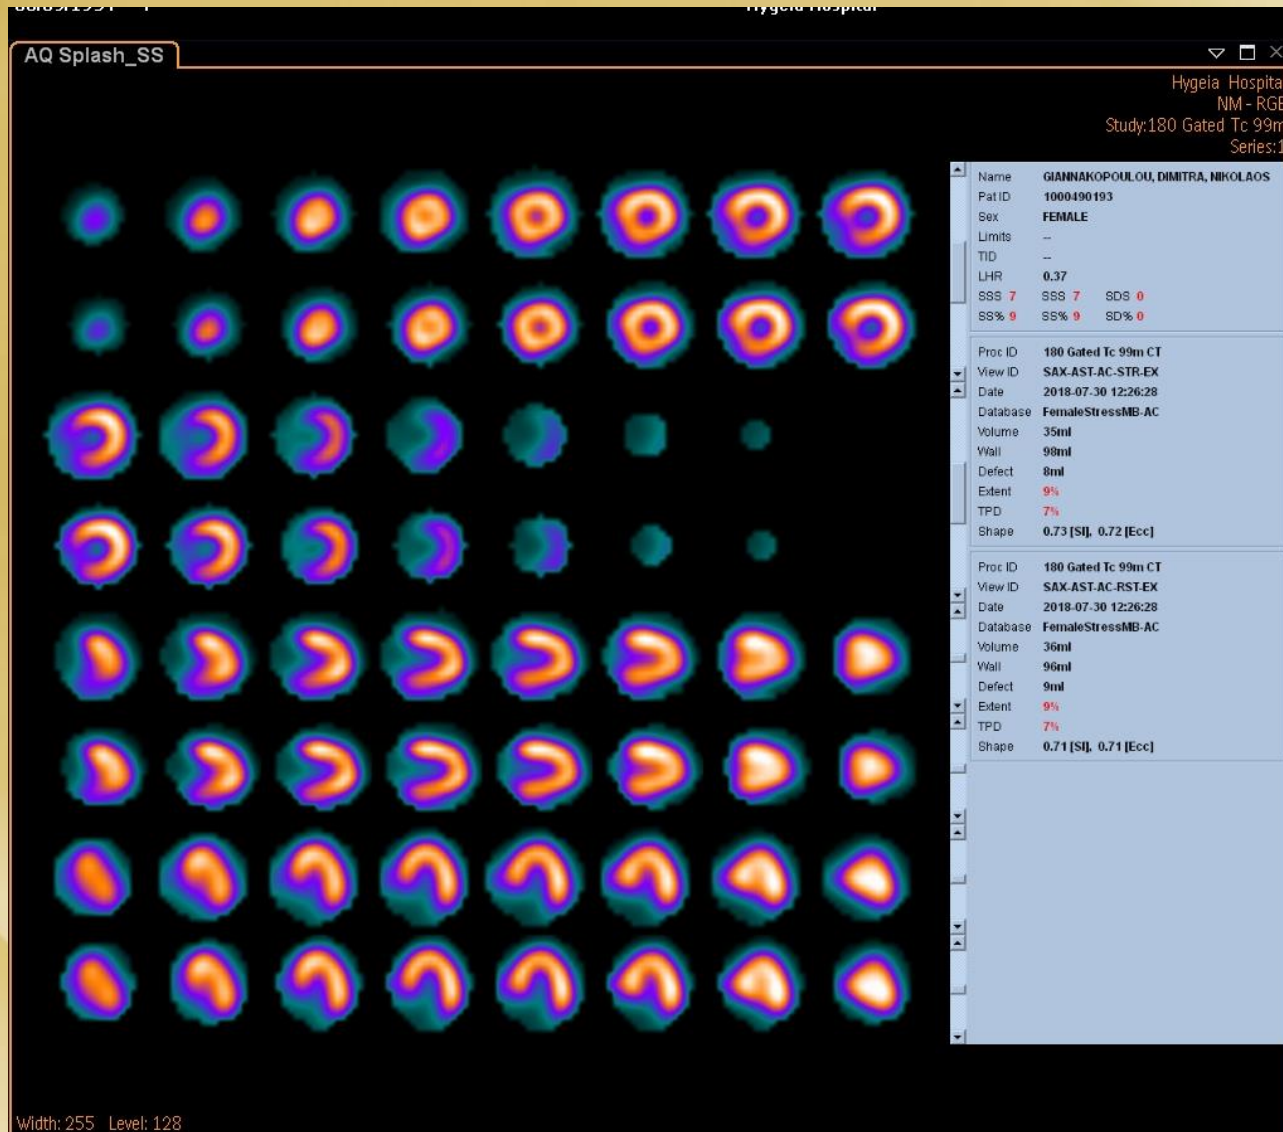 Hygeia Hospital
AQ Splash_SS
Hygeia Hospita
NM - RGB
Study:180 Gated Tc 99m
Series:1
Name GIANNAKOPOULOU, DIMITRA, NIKOLAOS
Pat ID 1000490193
Sex FEMALE
Limits --
TID --
LHR 0.37
SSS 7 SSS 7 SDS 0
SS% 9 SS% 9 SD% 0
Proc ID 180 Gated Tc 99m CT
View ID SAX-AST-AC-STR-EX
Date 2018-07-30 12:26:28
Database FemaleStressMB-AC
Volume 35ml
Wall 98ml
Defect 8ml
Extent 9%
TPD 7%
Shape 0.73 [SI], 0.72 [Ecc]
Proc ID 180 Gated Tc 99m CT
View ID SAX-AST-AC-RST-EX
Date 2018-07-30 12:26:28
Database FemaleStressMB-AC
Volume 36ml
Wall 96ml
Defect 9ml
Extent 9%
TPD 7%
Shape 0.71 [SI], 0.71 [Ecc]
Width: 255 Level: 128